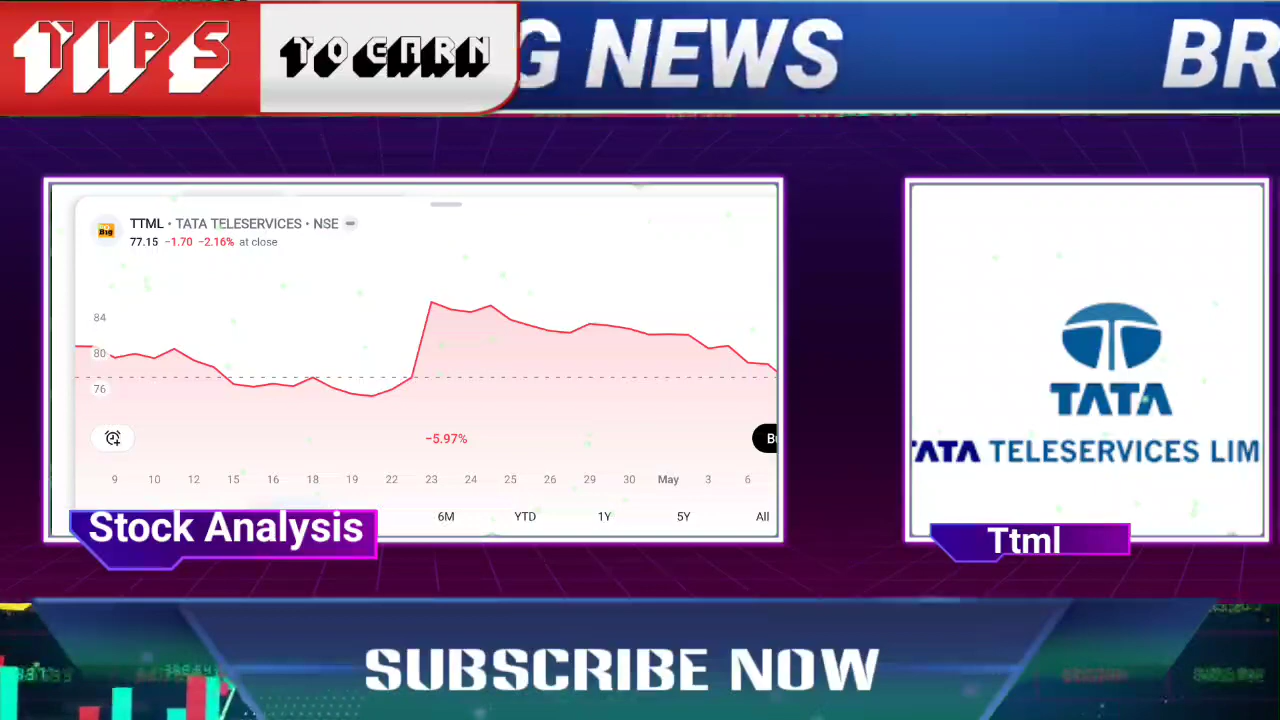 TIPS
TO EARN
G NEWS
BR
TTML • TATA TELESERVICES • NSE
77.15 −1.70 −2.16% at close
84
80
76
−5.97%
9 10 12 15 16 18 19 22 23 24 25 26 29 30 May 3 6
6M YTD 1Y 5Y All
Stock Analysis
TATA
TATA TELESERVICES LIM
Ttml
SUBSCRIBE NOW